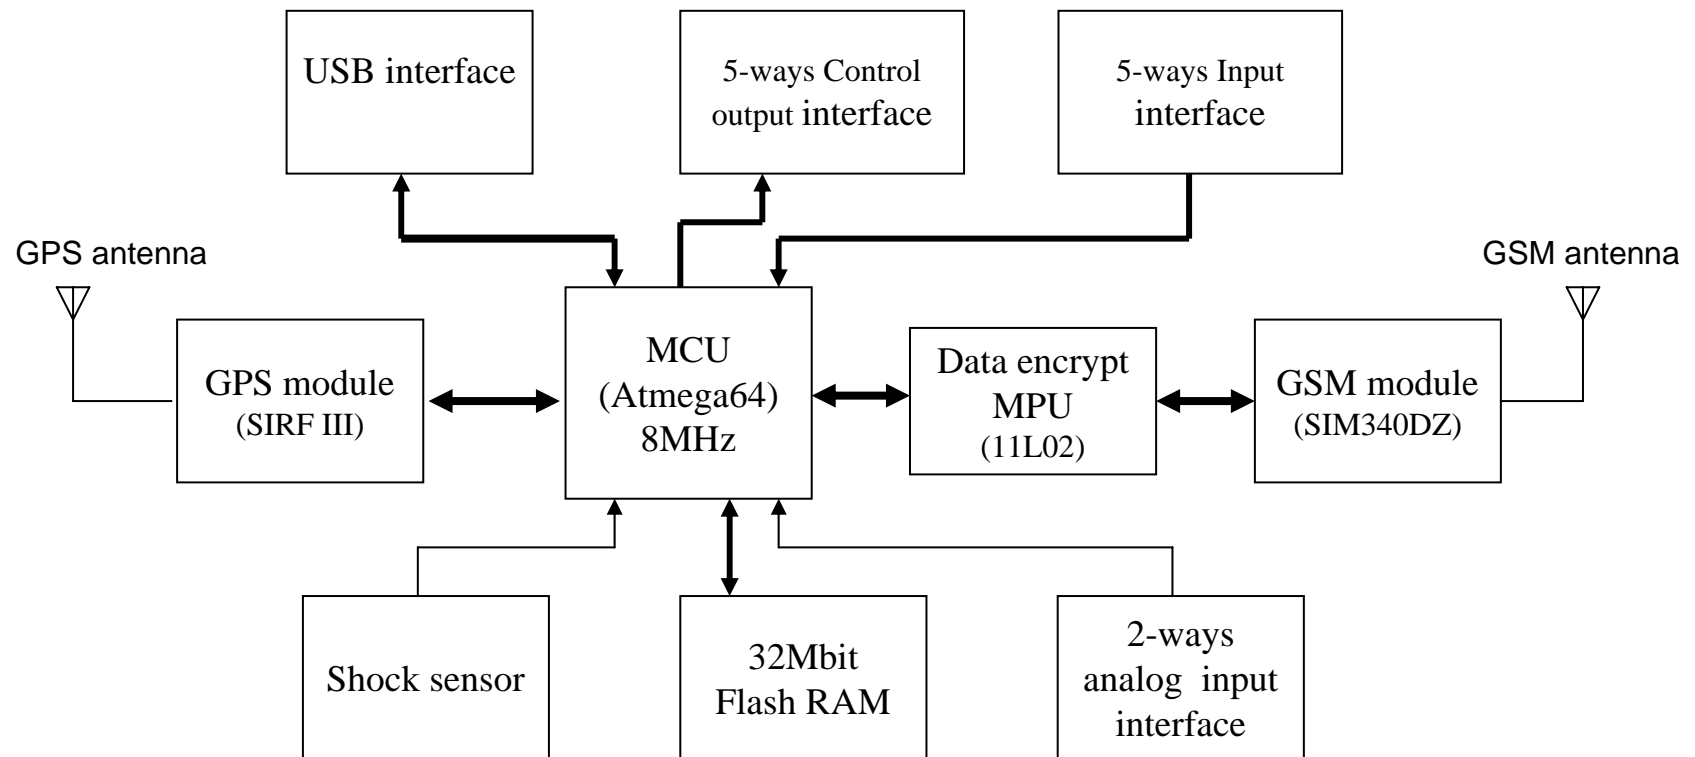 USB interface
5-ways Control
output interface
5-ways Input
interface
GPS antenna
GSM antenna
GPS module
(SIRF III)
MCU
(Atmega64)
8MHz
Data encrypt
MPU
(11L02)
GSM module
(SIM340DZ)
Shock sensor
32Mbit
Flash RAM
2-ways
analog input
interface